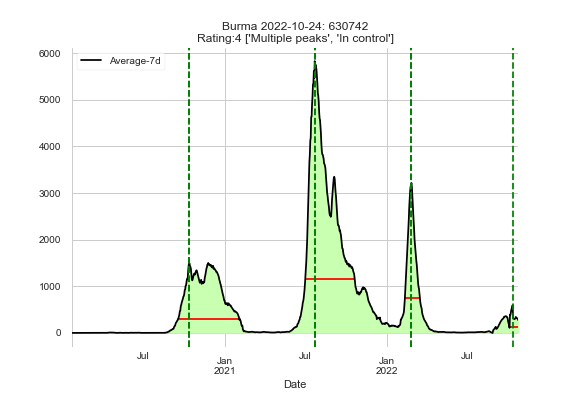 Burma 2022-10-24: 630742
Rating:4 ['Multiple peaks', 'In control']
Average-7d
6000
5000
4000
3000
2000
1000
0
Jul
Jan
2021
Jul
Jan
2022
Jul
Date